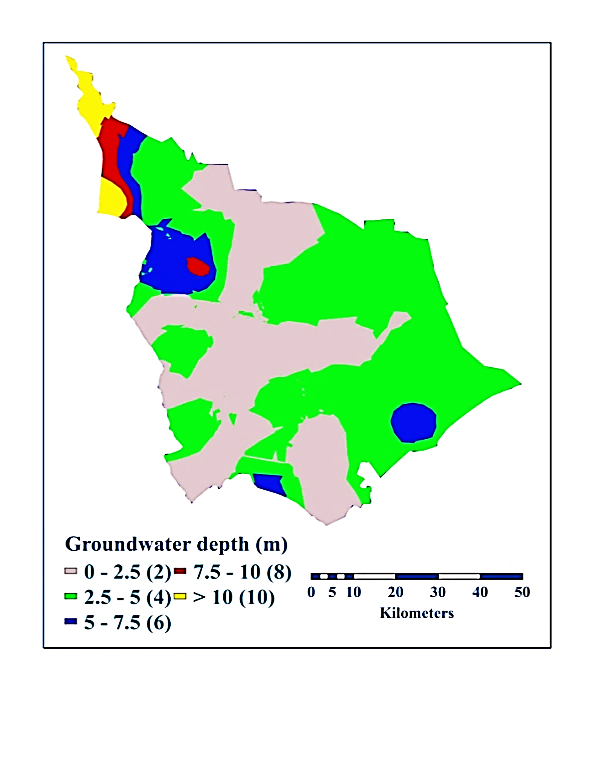 Groundwater depth (m)
0 - 2.5 (2) 7.5 - 10 (8)
2.5 - 5 (4) > 10 (10)
5 - 7.5 (6)
0 5 10 20 30 40 50
Kilometers